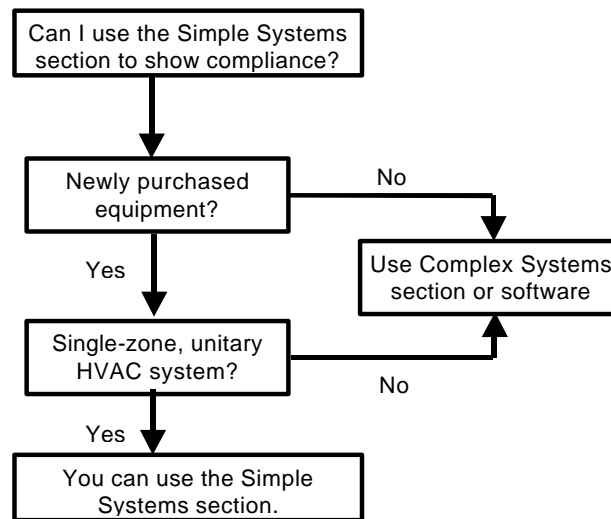 Can I use the Simple Systems
section to show compliance?
Newly purchased
equipment?
No
Yes
Use Complex Systems
section or software
Single-zone, unitary
HVAC system?
No
Yes
You can use the Simple
Systems section.